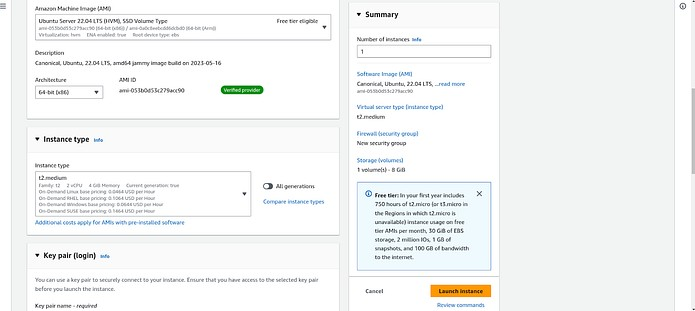 Amazon Machine Image (AMI)
Ubuntu Server 22.04 LTS (HVM), SSD Volume Type
Free tier eligible
Virtualization: hvm ENA enabled: true Root device type: ebs
Description
Canonical, Ubuntu, 22.04 LTS, amd64 jammy image build on 2023-05-16
Architecture
AMI ID
64-bit (x86)
ami-053b0d53c279acc90
Verified provider
Instance type Info
Instance type
t2.medium
Family: t2 2 vCPU 4 GiB Memory Current generation: true
On-Demand Linux base pricing: 0.0464 USD per Hour
On-Demand RHEL base pricing: 0.1064 USD per Hour
On-Demand Windows base pricing: 0.0644 USD per Hour
On-Demand SUSE base pricing: 0.1464 USD per Hour
All generations
Compare instance types
Additional costs apply for AMIs with pre-installed software
Key pair (login) Info
You can use a key pair to securely connect to your instance. Ensure that you have access to the selected key pair
before you launch the instance.
Key pair name - required
Summary
Number of instances Info
1
Software Image (AMI)
Canonical, Ubuntu, 22.04 LTS, ...read more
ami-053b0d53c279acc90
Virtual server type (instance type)
t2.medium
Firewall (security group)
New security group
Storage (volumes)
1 volume(s) - 8 GiB
Free tier: In your first year includes
750 hours of t2.micro (or t3.micro in
the Regions in which t2.micro is
unavailable) instance usage on free
tier AMIs per month, 30 GiB of EBS
storage, 2 million IOs, 1 GB of
snapshots, and 100 GB of bandwidth
to the internet.
Cancel
Launch instance
Review commands